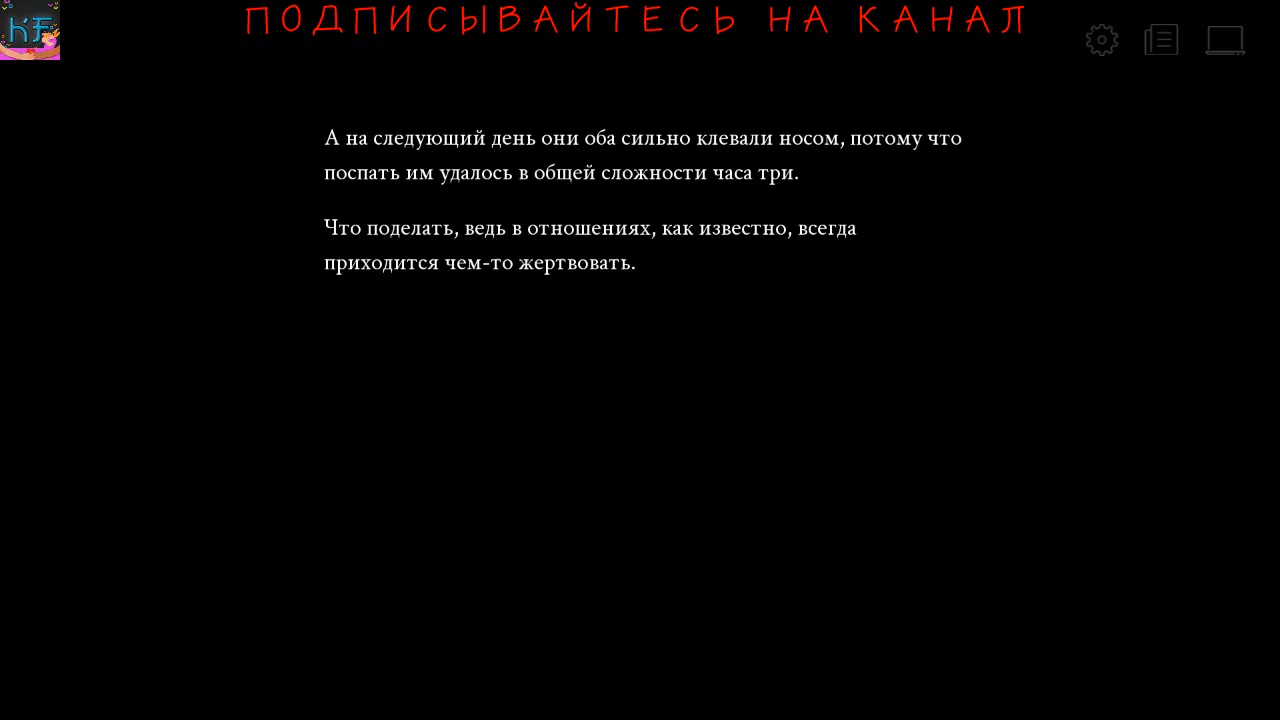 ПОДПИСЫВАЙТЕСЬ НА КАНАЛ
KF
А на следующий день они оба сильно клевали носом, потому что
поспать им удалось в общей сложности часа три.
Что поделать, ведь в отношениях, как известно, всегда
приходится чем-то жертвовать.